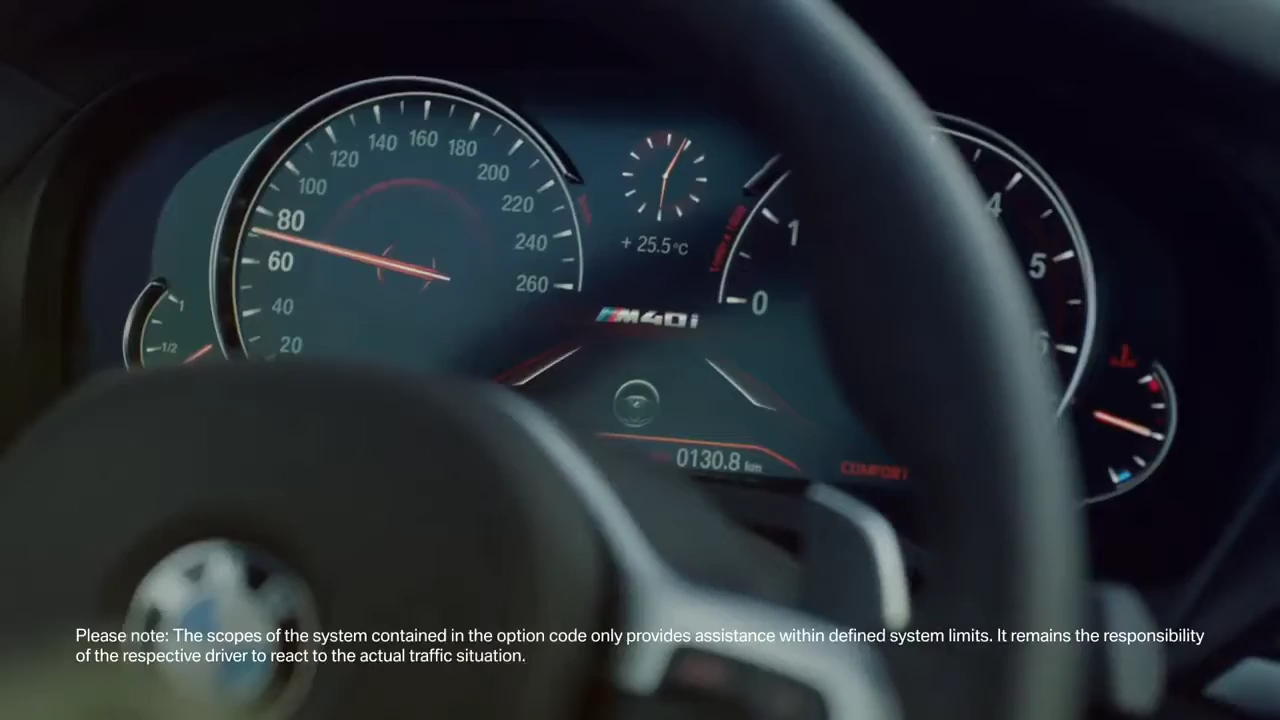 140 160 180
120 200
100 220
80 240
60 260
40
20
1
1/2
+ 25.5°C
M40i
1
0
4
5
0130.8 km
COMFORT
Please note: The scopes of the system contained in the option code only provides assistance within defined system limits. It remains the responsibility
of the respective driver to react to the actual traffic situation.